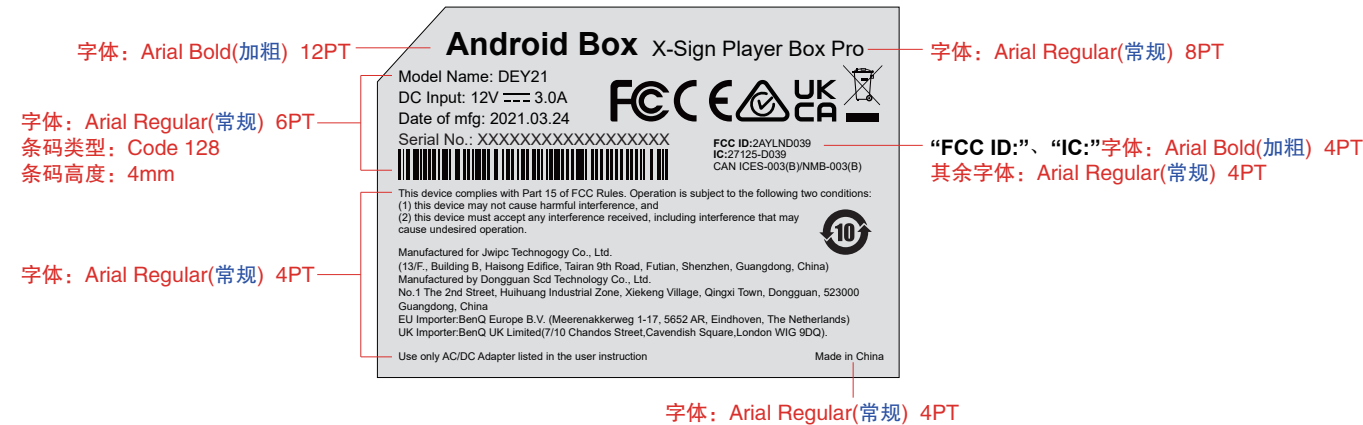 字体：Arial Bold(加粗) 12PT
Android Box X-Sign Player Box Pro
字体：Arial Regular(常规) 8PT
Model Name: DEY21
DC Input: 12V 3.0A
Date of mfg: 2021.03.24
Serial No.: XXXXXXXXXXXXXXXXXX
字体：Arial Regular(常规) 6PT
条码类型：Code 128
条码高度：4mm
FC CE UK
CA
FCC ID:2AYLND039
IC:27125-D039
CAN ICES-003(B)/NMB-003(B)
“FCC ID:”、“IC:”字体：Arial Bold(加粗) 4PT
其余字体：Arial Regular(常规) 4PT
This device complies with Part 15 of FCC Rules. Operation is subject to the following two conditions:
(1) this device may not cause harmful interference, and
(2) this device must accept any interference received, including interference that may
cause undesired operation.
10
Manufactured for Jwipc Technogogy Co., Ltd.
(13/F., Building B, Haisong Edifice, Tairan 9th Road, Futian, Shenzhen, Guangdong, China)
Manufactured by Dongguan Scd Technology Co., Ltd.
No.1 The 2nd Street, Huihuang Industrial Zone, Xiekeng Village, Qingxi Town, Dongguan, 523000
Guangdong, China
EU Importer:BenQ Europe B.V. (Meerenakkerweg 1-17, 5652 AR, Eindhoven, The Netherlands)
UK Importer:BenQ UK Limited(7/10 Chandos Street,Cavendish Square,London WIG 9DQ).
字体：Arial Regular(常规) 4PT
Use only AC/DC Adapter listed in the user instruction
Made in China
字体：Arial Regular(常规) 4PT